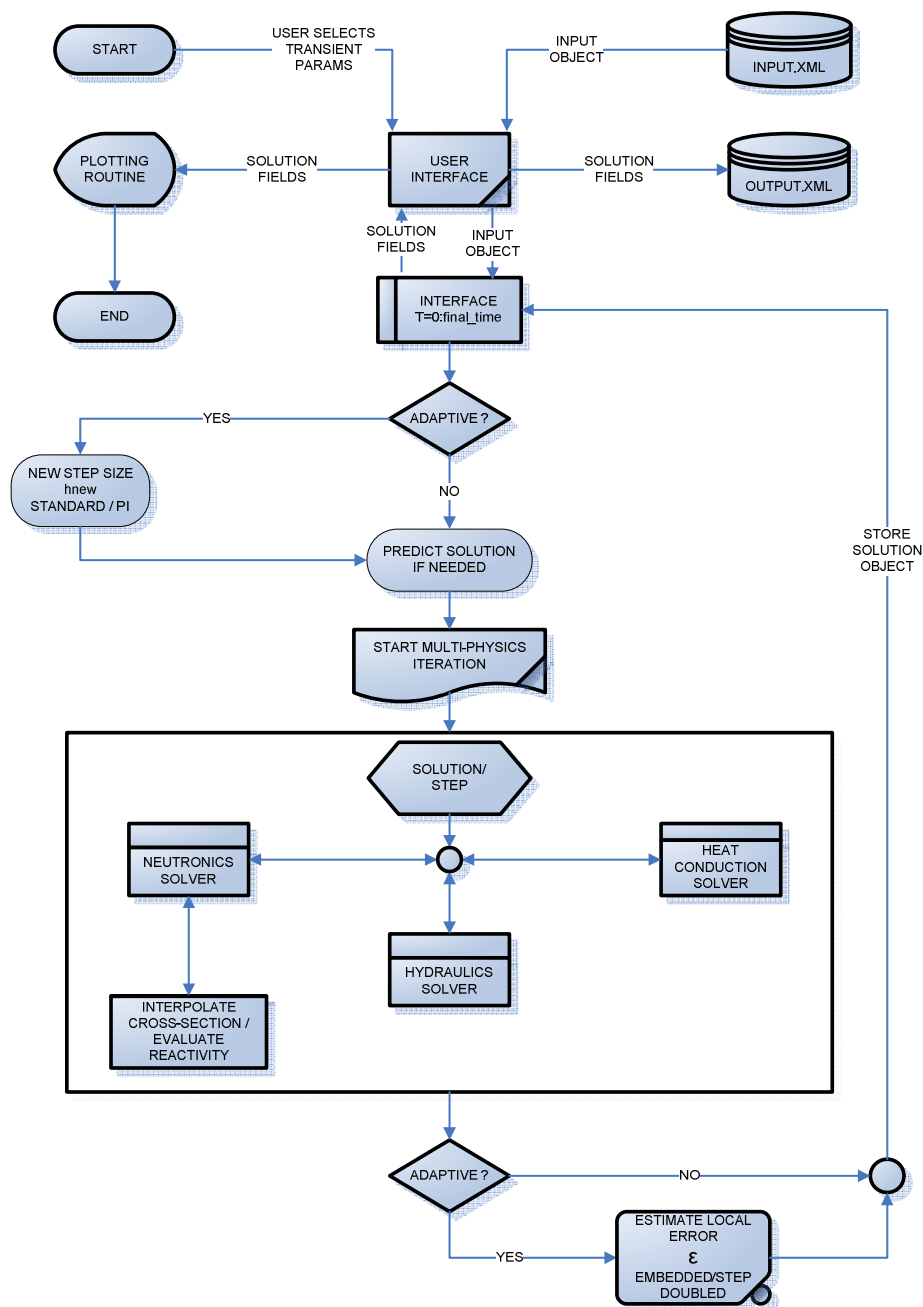 START
USER SELECTS
TRANSIENT
PARAMS
INPUT
OBJECT
INPUT.XML
PLOTTING
ROUTINE
SOLUTION
FIELDS
USER
INTERFACE
SOLUTION
FIELDS
OUTPUT.XML
SOLUTION
FIELDS
INPUT
OBJECT
END
INTERFACE
T=0:final_time
ADAPTIVE ?
YES
NEW STEP SIZE
hnew
STANDARD / PI
NO
PREDICT SOLUTION
IF NEEDED
STORE
SOLUTION
OBJECT
START MULTI-PHYSICS
ITERATION
SOLUTION/
STEP
NEUTRONICS
SOLVER
HEAT
CONDUCTION
SOLVER
HYDRAULICS
SOLVER
INTERPOLATE
CROSS-SECTION /
EVALUATE
REACTIVITY
ADAPTIVE ?
NO
YES
ESTIMATE LOCAL
ERROR
ε
EMBEDDED/STEP
DOUBLED